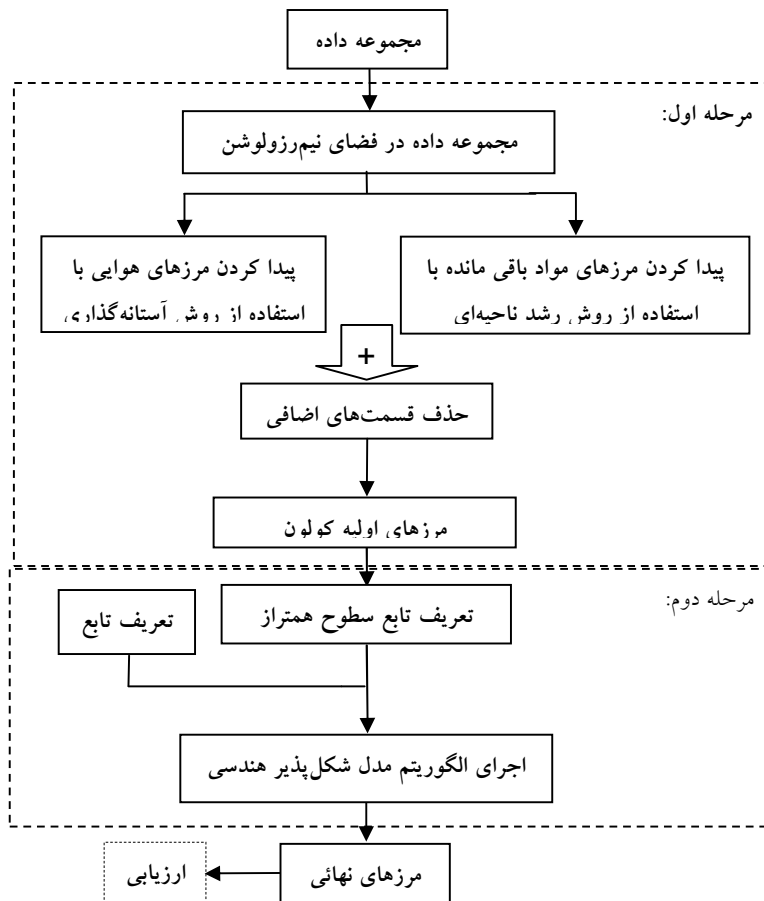 مجموعه داده
مرحله اول:
مجموعه داده در فضای نیم‌رزولوشن
پیدا کردن مرزهای مواد باقی مانده با
استفاده از روش رشد ناحیه‌ای
پیدا کردن مرزهای هوایی با
استفاده از روش آستانه‌گذاری
+
حذف قسمت‌های اضافی
مرزهای اولیه کولون
مرحله دوم:
تعریف تابع سطوح همتراز
تعریف تابع
اجرای الگوریتم مدل شکل‌پذیر هندسی
مرزهای نهائی
ارزیابی